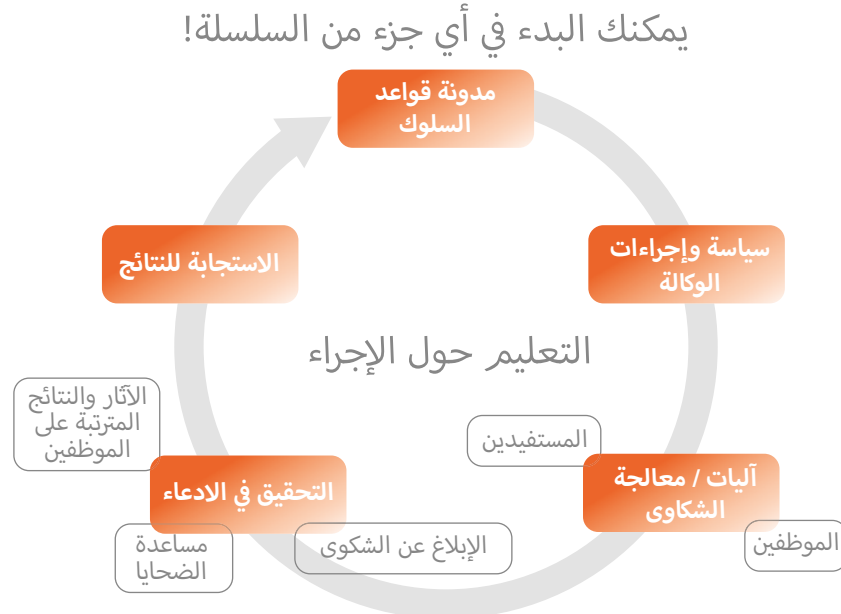 يمكنك البدء في أي جزء من السلسلة!
مدونة قواعد
السلوك
سياسة وإجراءات
الوكالة
الاستجابة للنتائج
التعليم حول الإجراء
الآثار والنتائج
المترتبة على
الموظفين
المستفيدين
آليات / معالجة
الشكاوى
التحقيق في الادعاء
الموظفين
الإبلاغ عن الشكوى
مساعدة
الضحايا